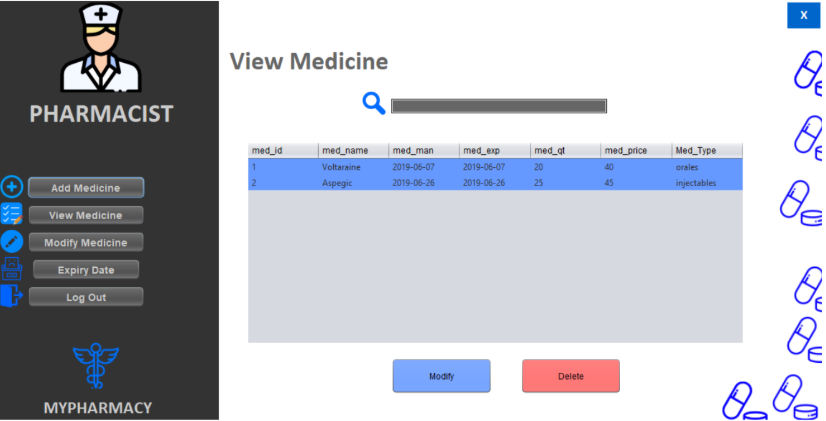 X
PHARMACIST
Add Medicine
View Medicine
Modify Medicine
Expiry Date
Log Out
MYPHARMACY
View Medicine
med_id med_name med_man med_exp med_qt med_price Med_Type
1 Voltaraine 2019-06-07 2019-06-07 20 40 orales
2 Aspegic 2019-06-26 2019-06-26 25 45 injectables
Modify Delete